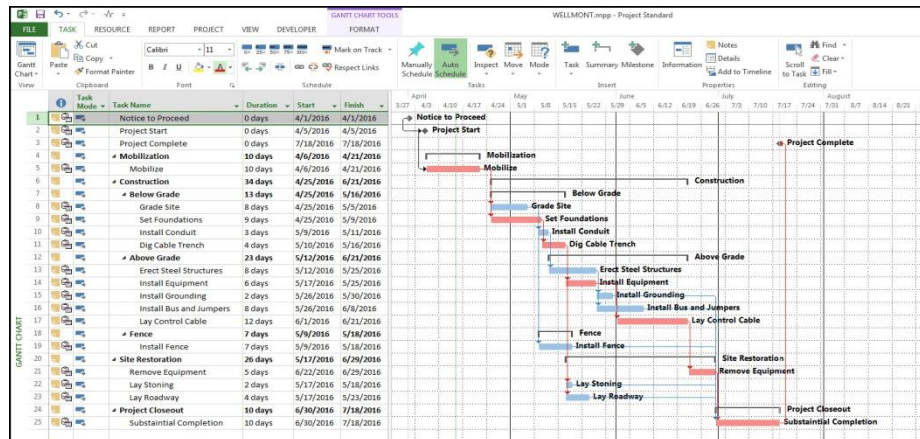 GANTT CHART TOOLS
WELLMONT.mpp - Project Standard
FILE TASK RESOURCE REPORT PROJECT VIEW DEVELOPER FORMAT
Gantt Chart View
Paste Cut Copy Format Painter Clipboard
Calibri 11 B I U Font
Mark on Track Respect Links Schedule
Manually Schedule Auto Schedule Inspect Move Mode Tasks
Task Summary Milestone Insert
Information Notes Details Add to Timeline Properties
Scroll to Task Find Clear Fill Editing
Task Mode Task Name Duration Start Finish
April May June July August
3/27 4/3 4/10 4/17 4/24 5/1 5/8 5/15 5/22 5/29 6/5 6/12 6/19 6/26 7/3 7/10 7/17 7/24 7/31 8/7 8/14 8/21
1 Notice to Proceed 0 days 4/1/2016 4/1/2016 Notice to Proceed
2 Project Start 0 days 4/5/2016 4/5/2016 Project Start
3 Project Complete 0 days 7/18/2016 7/18/2016 Project Complete
4 Mobilization 10 days 4/6/2016 4/21/2016 Mobilization
5 Mobilize 10 days 4/6/2016 4/21/2016 Mobilize
6 Construction 34 days 4/25/2016 6/21/2016 Construction
7 Below Grade 13 days 4/25/2016 5/16/2016 Below Grade
8 Grade Site 8 days 4/25/2016 5/5/2016 Grade Site
9 Set Foundations 9 days 4/25/2016 5/9/2016 Set Foundations
10 Install Conduit 3 days 5/9/2016 5/11/2016 Install Conduit
11 Dig Cable Trench 4 days 5/10/2016 5/16/2016 Dig Cable Trench
12 Above Grade 23 days 5/12/2016 6/21/2016 Above Grade
13 Erect Steel Structures 8 days 5/12/2016 5/25/2016 Erect Steel Structures
14 Install Equipment 6 days 5/17/2016 5/25/2016 Install Equipment
15 Install Grounding 2 days 5/26/2016 5/30/2016 Install Grounding
16 Install Bus and Jumpers 8 days 5/26/2016 6/8/2016 Install Bus and Jumpers
17 Lay Control Cable 12 days 6/1/2016 6/21/2016 Lay Control Cable
18 Fence 7 days 5/9/2016 5/18/2016 Fence
19 Install Fence 7 days 5/9/2016 5/18/2016 Install Fence
20 Site Restoration 26 days 5/17/2016 6/29/2016 Site Restoration
21 Remove Equipment 5 days 6/22/2016 6/29/2016 Remove Equipment
22 Lay Stoning 2 days 5/17/2016 5/18/2016 Lay Stoning
23 Lay Roadway 4 days 5/17/2016 5/23/2016 Lay Roadway
24 Project Closeout 10 days 6/30/2016 7/18/2016 Project Closeout
25 Substaintial Completion 10 days 6/30/2016 7/18/2016 Substaintial Completion
GANTT CHART